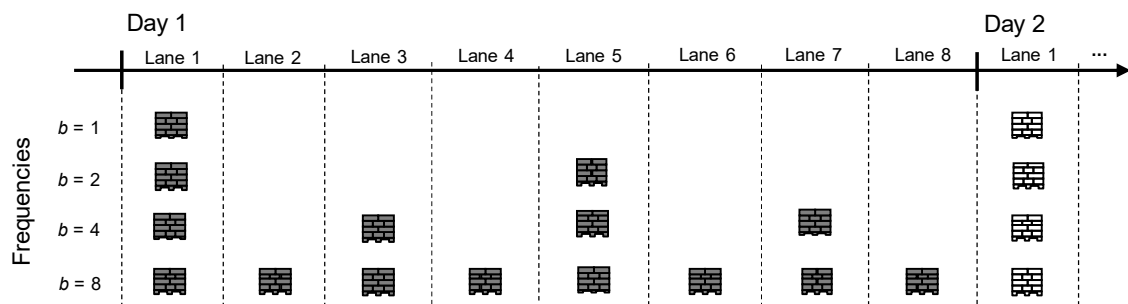 Day 1 Day 2
Lane 1 Lane 2 Lane 3 Lane 4 Lane 5 Lane 6 Lane 7 Lane 8 Lane 1 ...
Frequencies
b = 1
b = 2
b = 4
b = 8